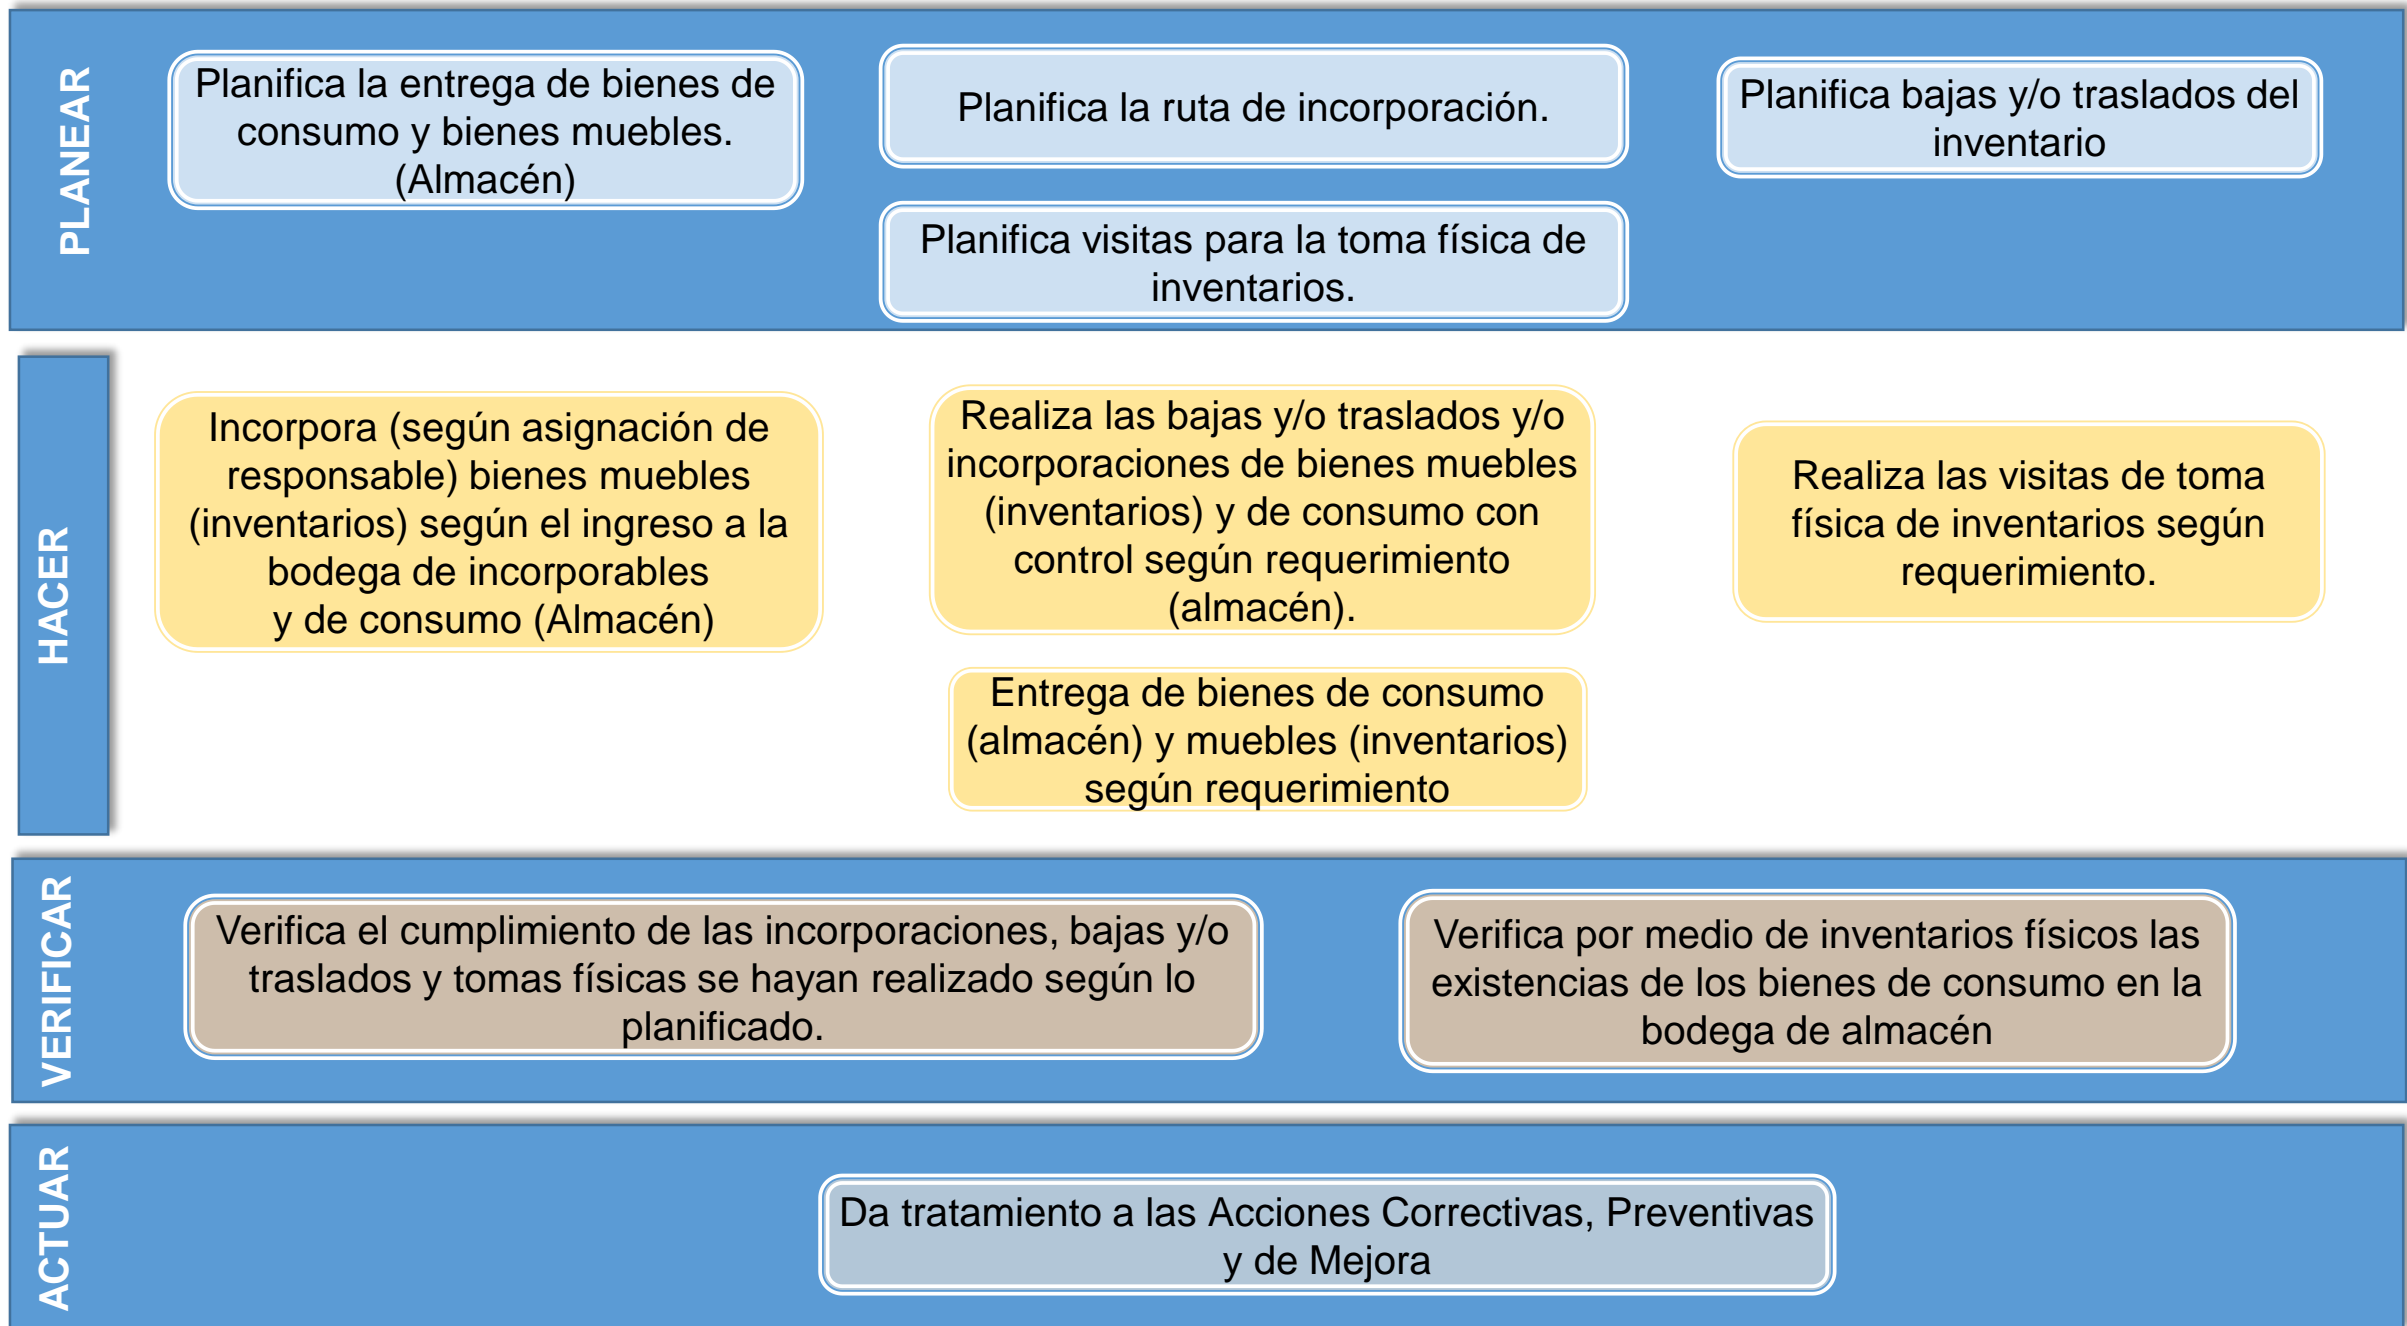 PLANEAR
Planifica la entrega de bienes de
consumo y bienes muebles.
(Almacén)
Planifica la ruta de incorporación.
Planifica bajas y/o traslados del
inventario
Planifica visitas para la toma física de
inventarios.
HACER
Incorpora (según asignación de
responsable) bienes muebles
(inventarios) según el ingreso a la
bodega de incorporables
y de consumo (Almacén)
Realiza las bajas y/o traslados y/o
incorporaciones de bienes muebles
(inventarios) y de consumo con
control según requerimiento
(almacén).
Realiza las visitas de toma
física de inventarios según
requerimiento.
Entrega de bienes de consumo
(almacén) y muebles (inventarios)
según requerimiento
VERIFICAR
Verifica el cumplimiento de las incorporaciones, bajas y/o
traslados y tomas físicas se hayan realizado según lo
planificado.
Verifica por medio de inventarios físicos las
existencias de los bienes de consumo en la
bodega de almacén
ACTUAR
Da tratamiento a las Acciones Correctivas, Preventivas
y de Mejora